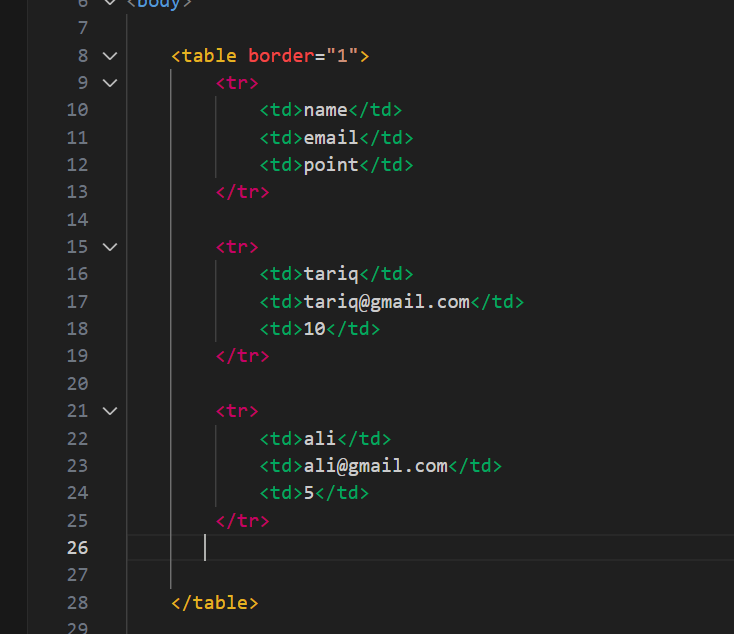 6 <body>
7
8 <table border="1">
9 <tr>
10 <td>name</td>
11 <td>email</td>
12 <td>point</td>
13 </tr>
14
15 <tr>
16 <td>tariq</td>
17 <td>tariq@gmail.com</td>
18 <td>10</td>
19 </tr>
20
21 <tr>
22 <td>ali</td>
23 <td>ali@gmail.com</td>
24 <td>5</td>
25 </tr>
26
27
28 </table>
29